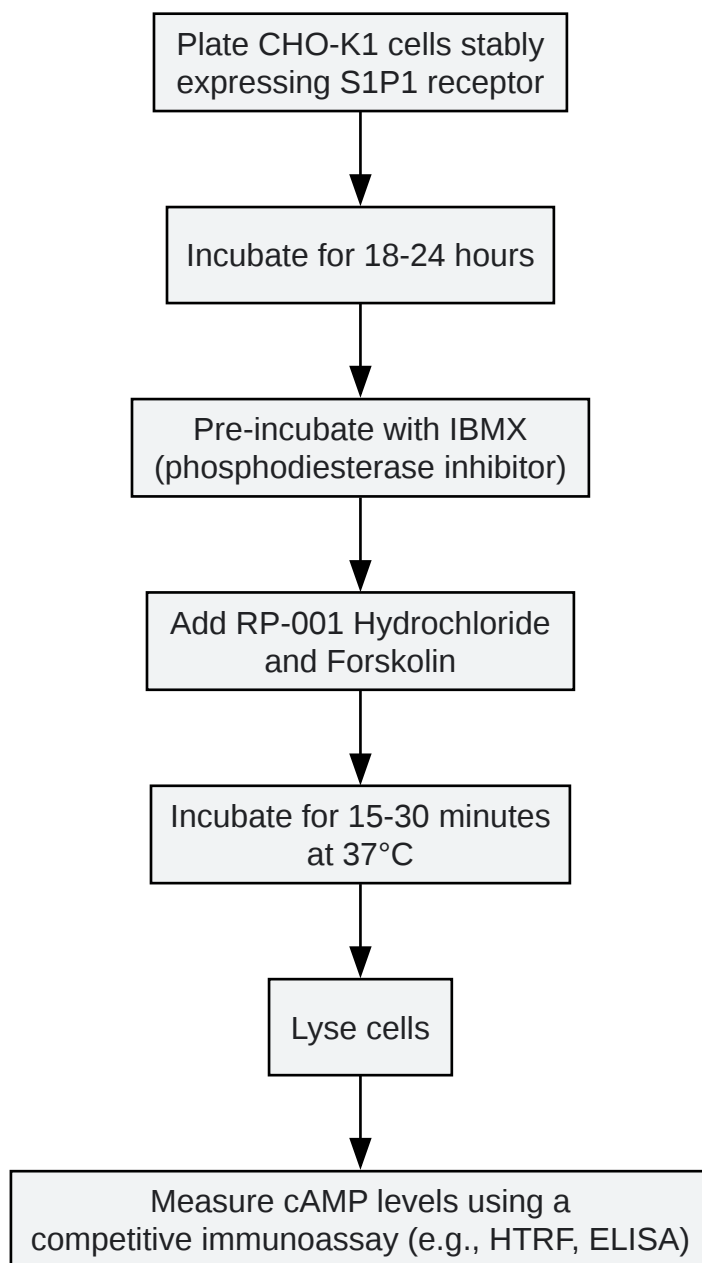 Plate CHO-K1 cells stably
expressing S1P1 receptor
Incubate for 18-24 hours
Pre-incubate with IBMX
(phosphodiesterase inhibitor)
Add RP-001 Hydrochloride
and Forskolin
Incubate for 15-30 minutes
at 37°C
Lyse cells
Measure cAMP levels using a
competitive immunoassay (e.g., HTRF, ELISA)